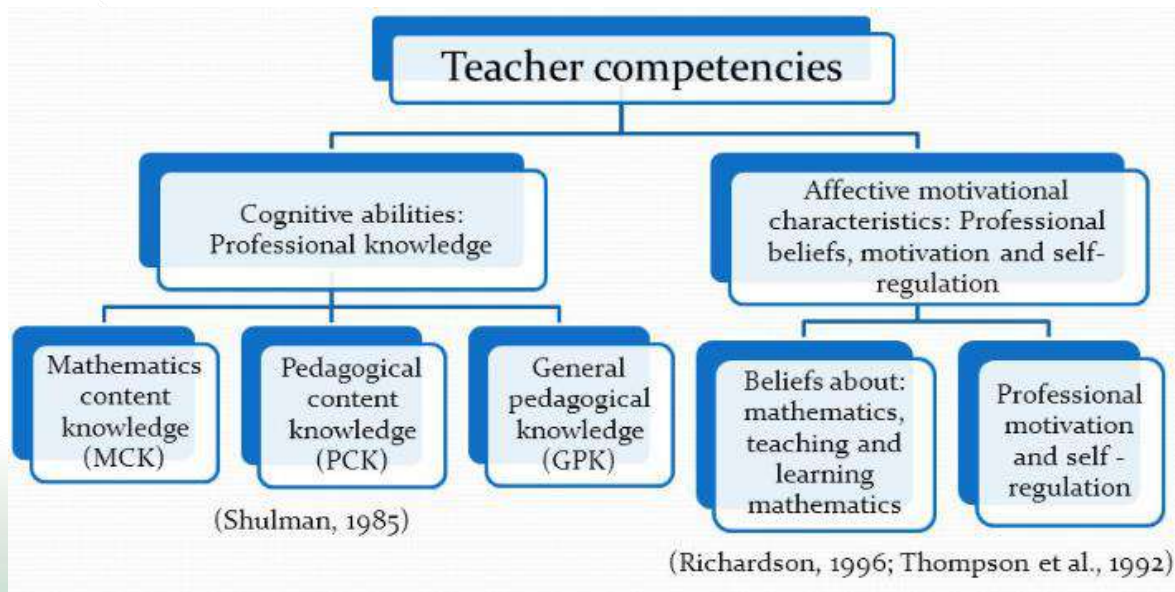 Teacher competencies
Cognitive abilities:
Professional knowledge
Affective motivational
characteristics: Professional
beliefs, motivation and self-
regulation
Mathematics
content
knowledge
(MCK)
Pedagogical
content
knowledge
(PCK)
General
pedagogical
knowledge
(GPK)
Beliefs about:
mathematics,
teaching and
learning
mathematics
Professional
motivation
and self -
regulation
(Shulman, 1985)
(Richardson, 1996; Thompson et al., 1992)